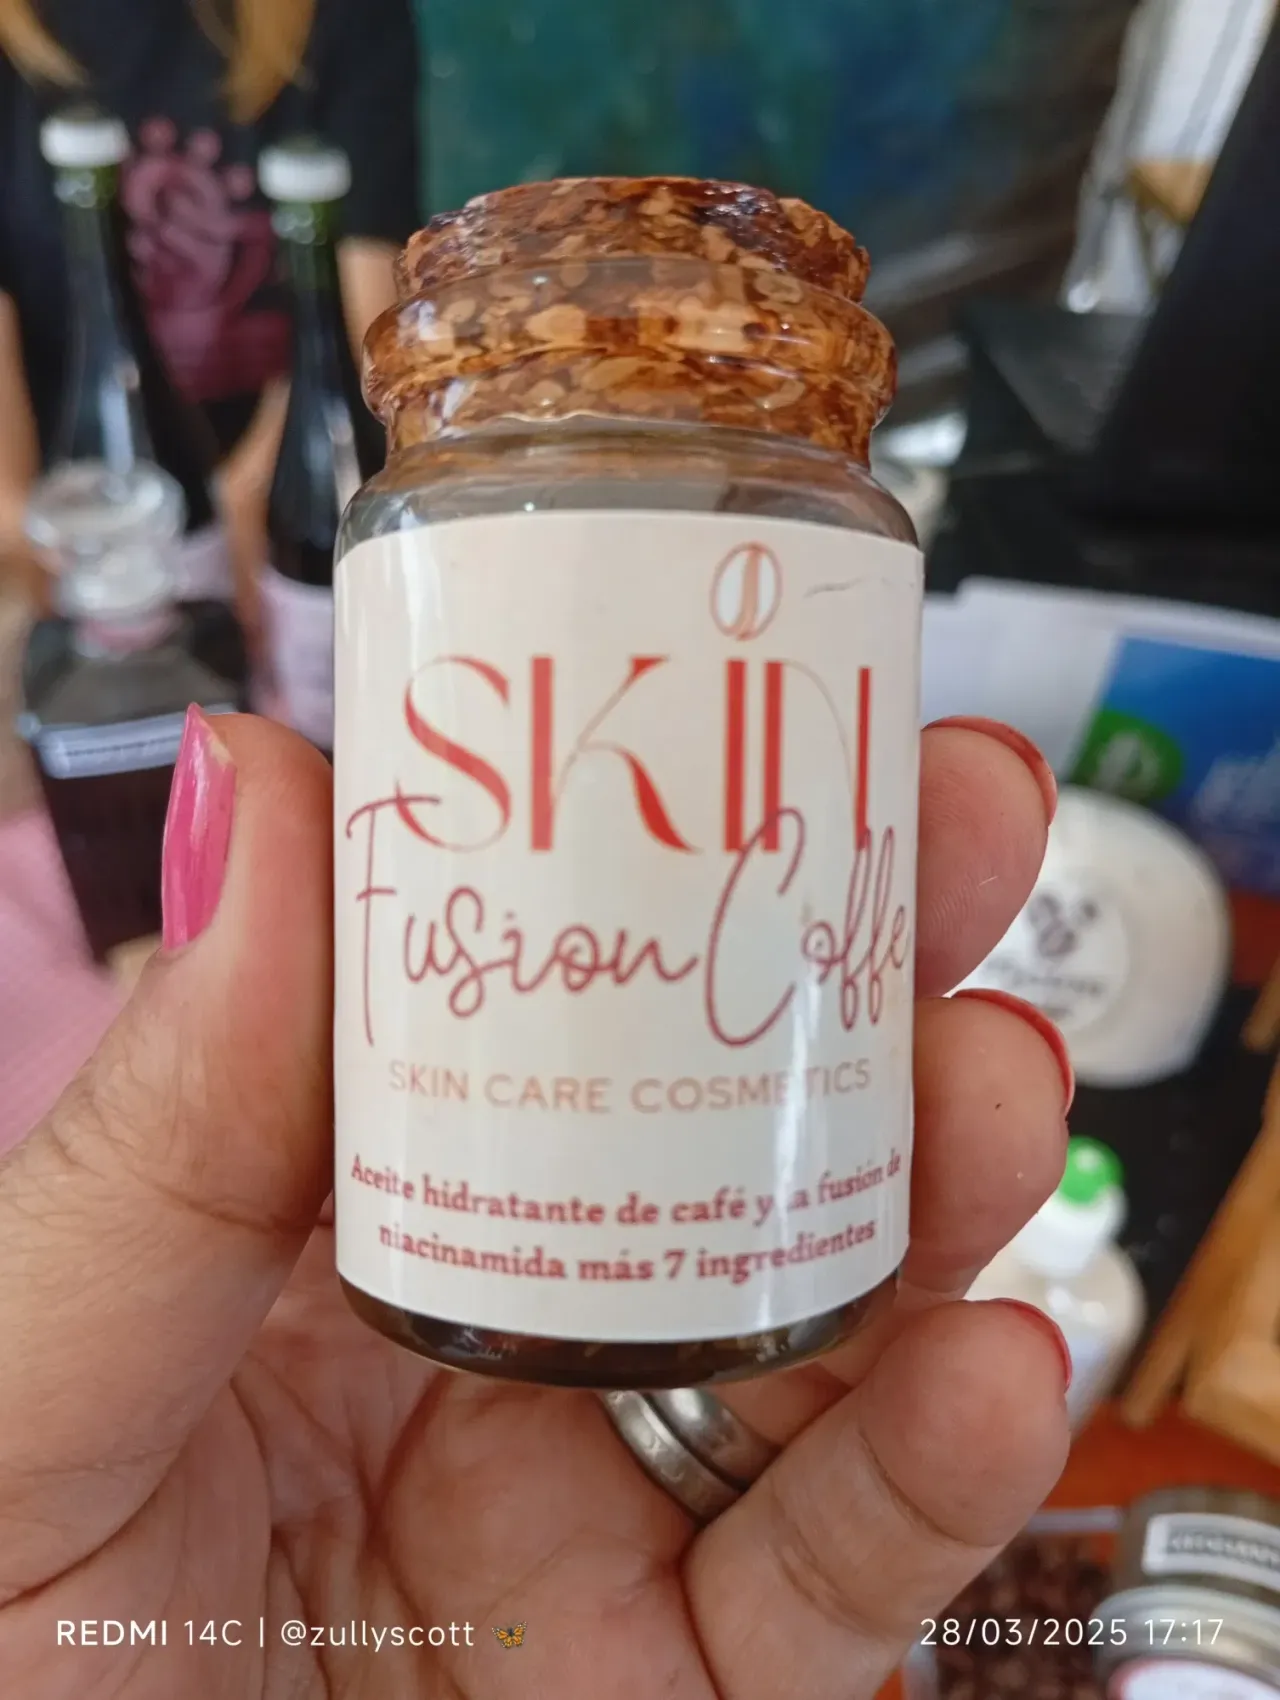 SKIN
Fusion Coffe
SKIN CARE COSMETICS
Aceite hidratante de café y la fusión de
niacinamida más 7 ingredientes
REDMI 14C | @zullyscott 🦋
28/03/2025 17:17